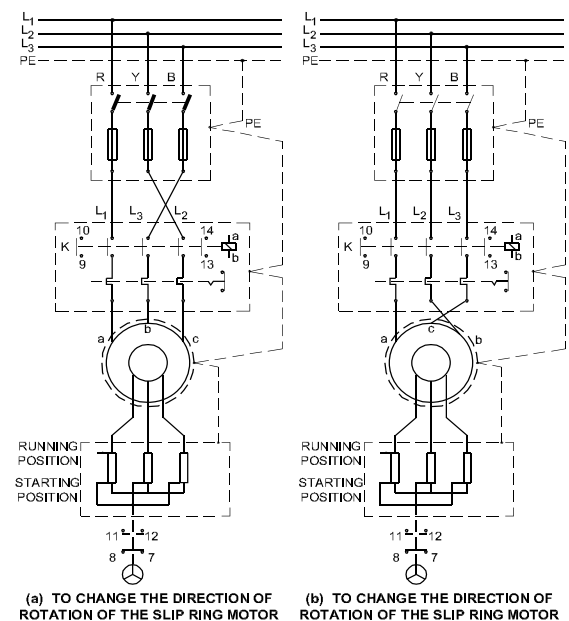 L1
L2
L3
PE
R Y B
PE
L1 L3 L2
10 14 a
K
9 13 b
a b c
RUNNING
POSITION
STARTING
POSITION
11 12
8 7
(a) TO CHANGE THE DIRECTION OF
ROTATION OF THE SLIP RING MOTOR
L1
L2
L3
PE
R Y B
PE
L1 L2 L3
10 14 a
K
9 13 b
a c b
RUNNING
POSITION
STARTING
POSITION
11 12
8 7
(b) TO CHANGE THE DIRECTION OF
ROTATION OF THE SLIP RING MOTOR